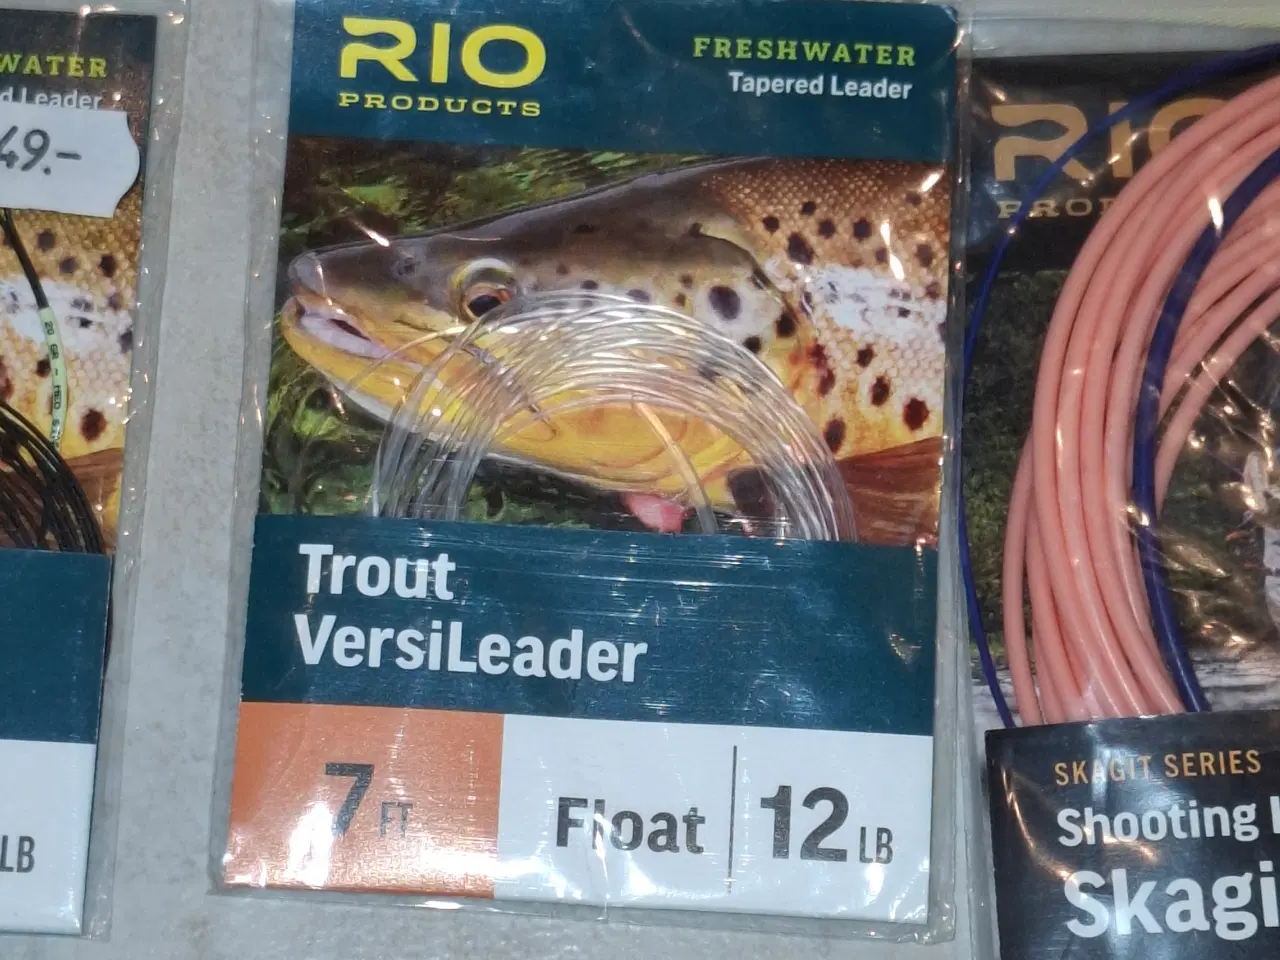 WATER
d Leader
49.-
LB
RIO
PRODUCTS
FRESHWATER
Tapered Leader
Trout
VersiLeader
7 FT
Float
12 LB
RIO
PRO
SKAGIT SERIES
Shooting
Skagi